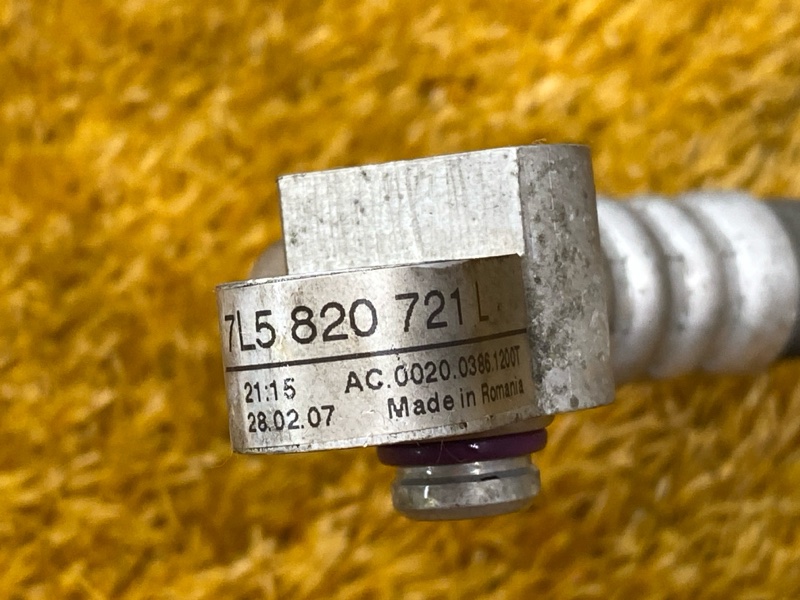 7L5 820 721 L
21:15 AC.0020.0386.1200T
28.02.07 Made in Romania